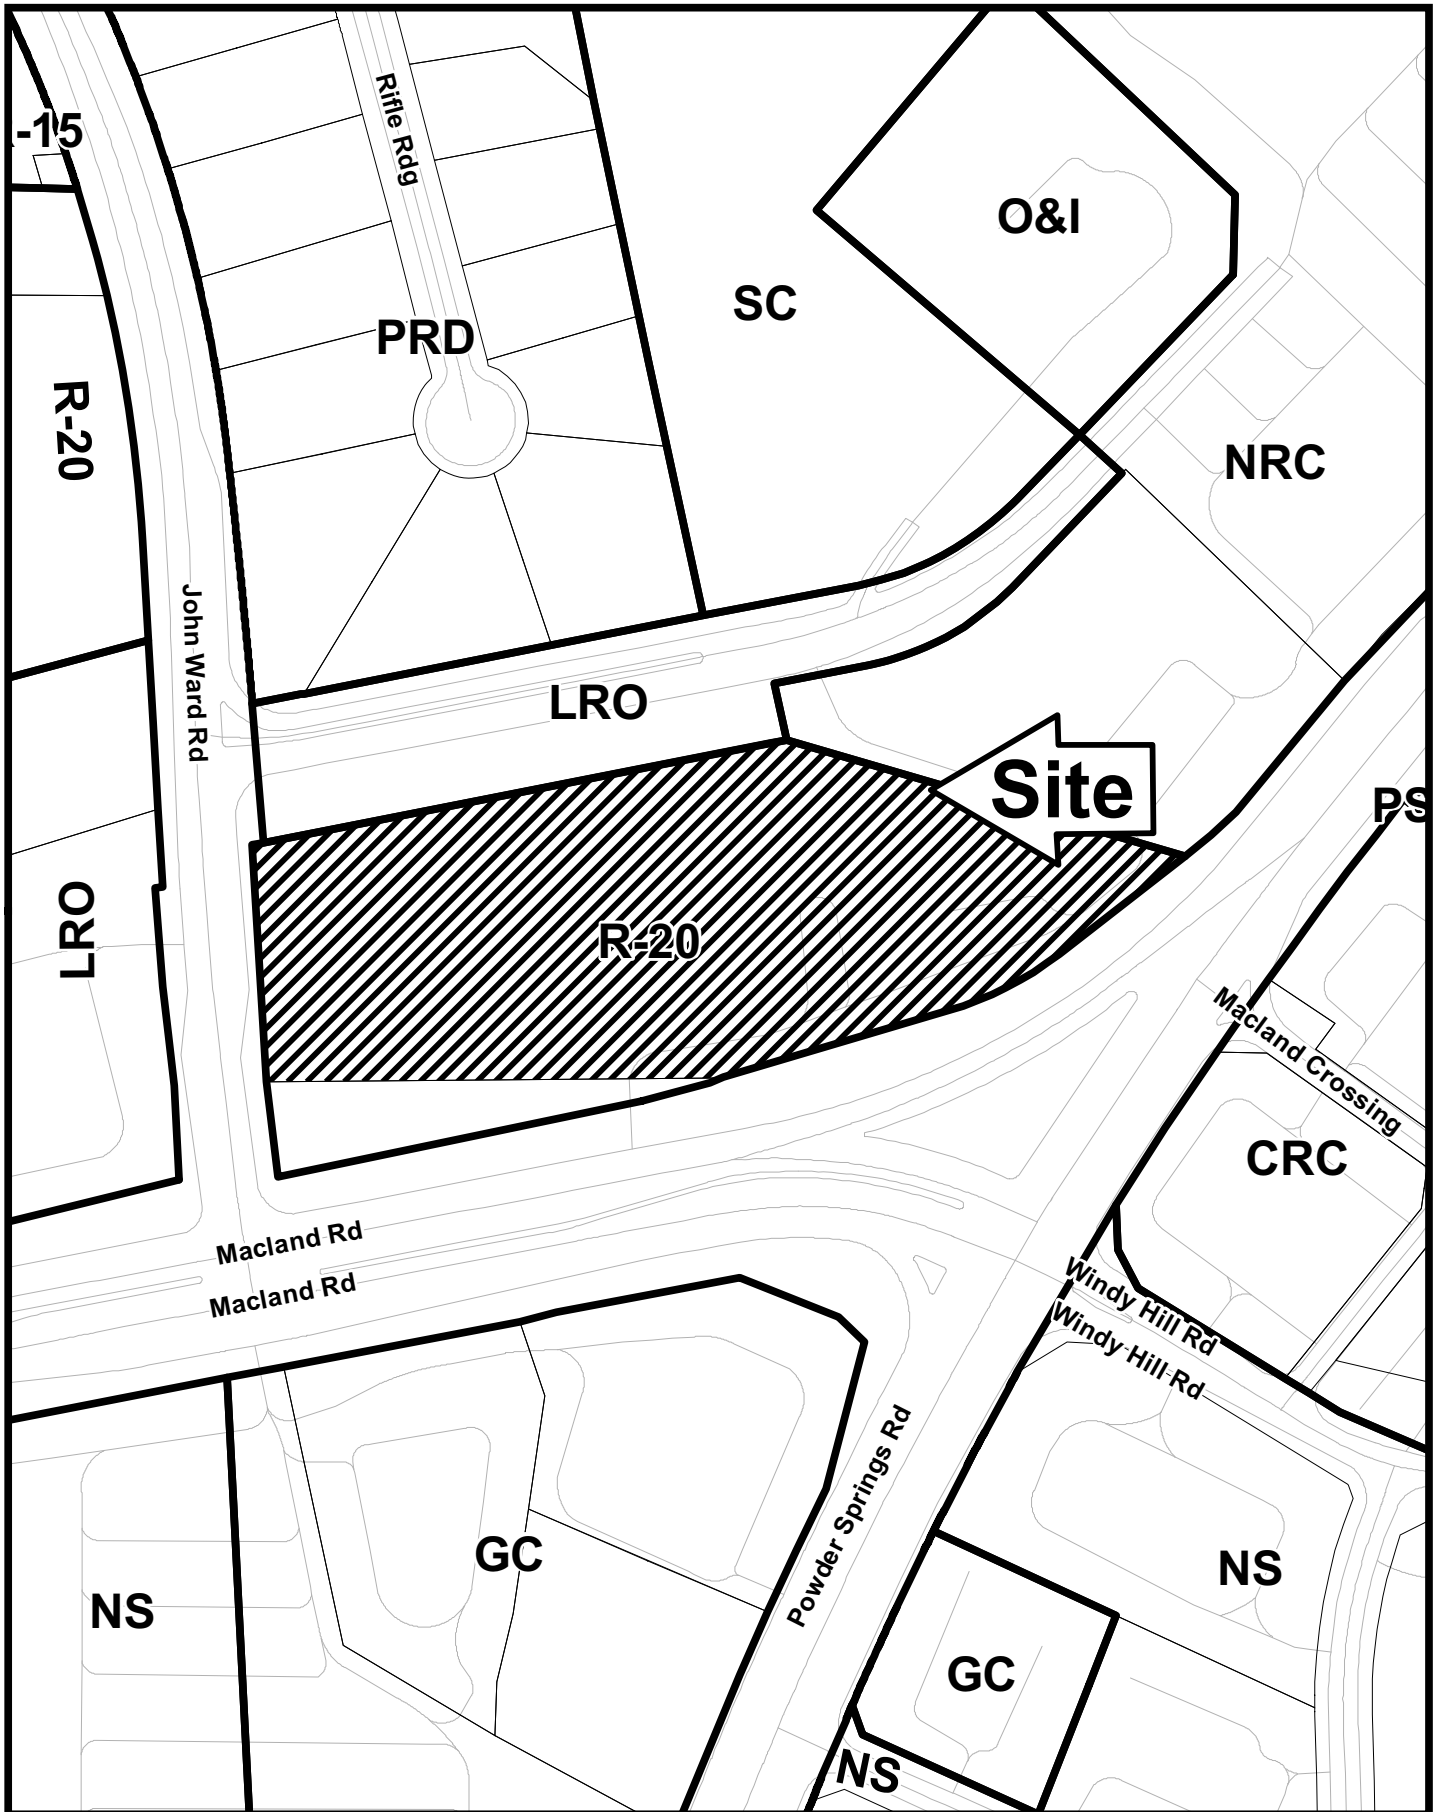 -15
Rifle Rdg
O&I
SC
PRD
R-20
NRC
John Ward Rd
LRO
Site
PS
LRO
R-20
Macland Crossing
CRC
Macland Rd
Macland Rd
Windy Hill Rd
Windy Hill Rd
Powder Springs Rd
GC
NS
NS
GC
NS